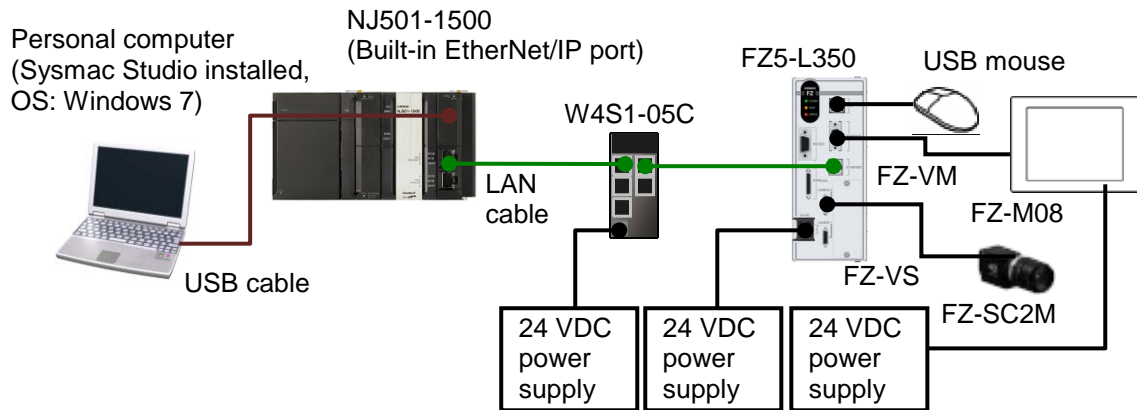 NJ501-1500
(Built-in EtherNet/IP port)
Personal computer
(Sysmac Studio installed,
OS: Windows 7)
FZ5-L350
USB mouse
W4S1-05C
LAN
cable
FZ-VM
FZ-M08
USB cable
FZ-VS
FZ-SC2M
24 VDC
power
supply
24 VDC
power
supply
24 VDC
power
supply